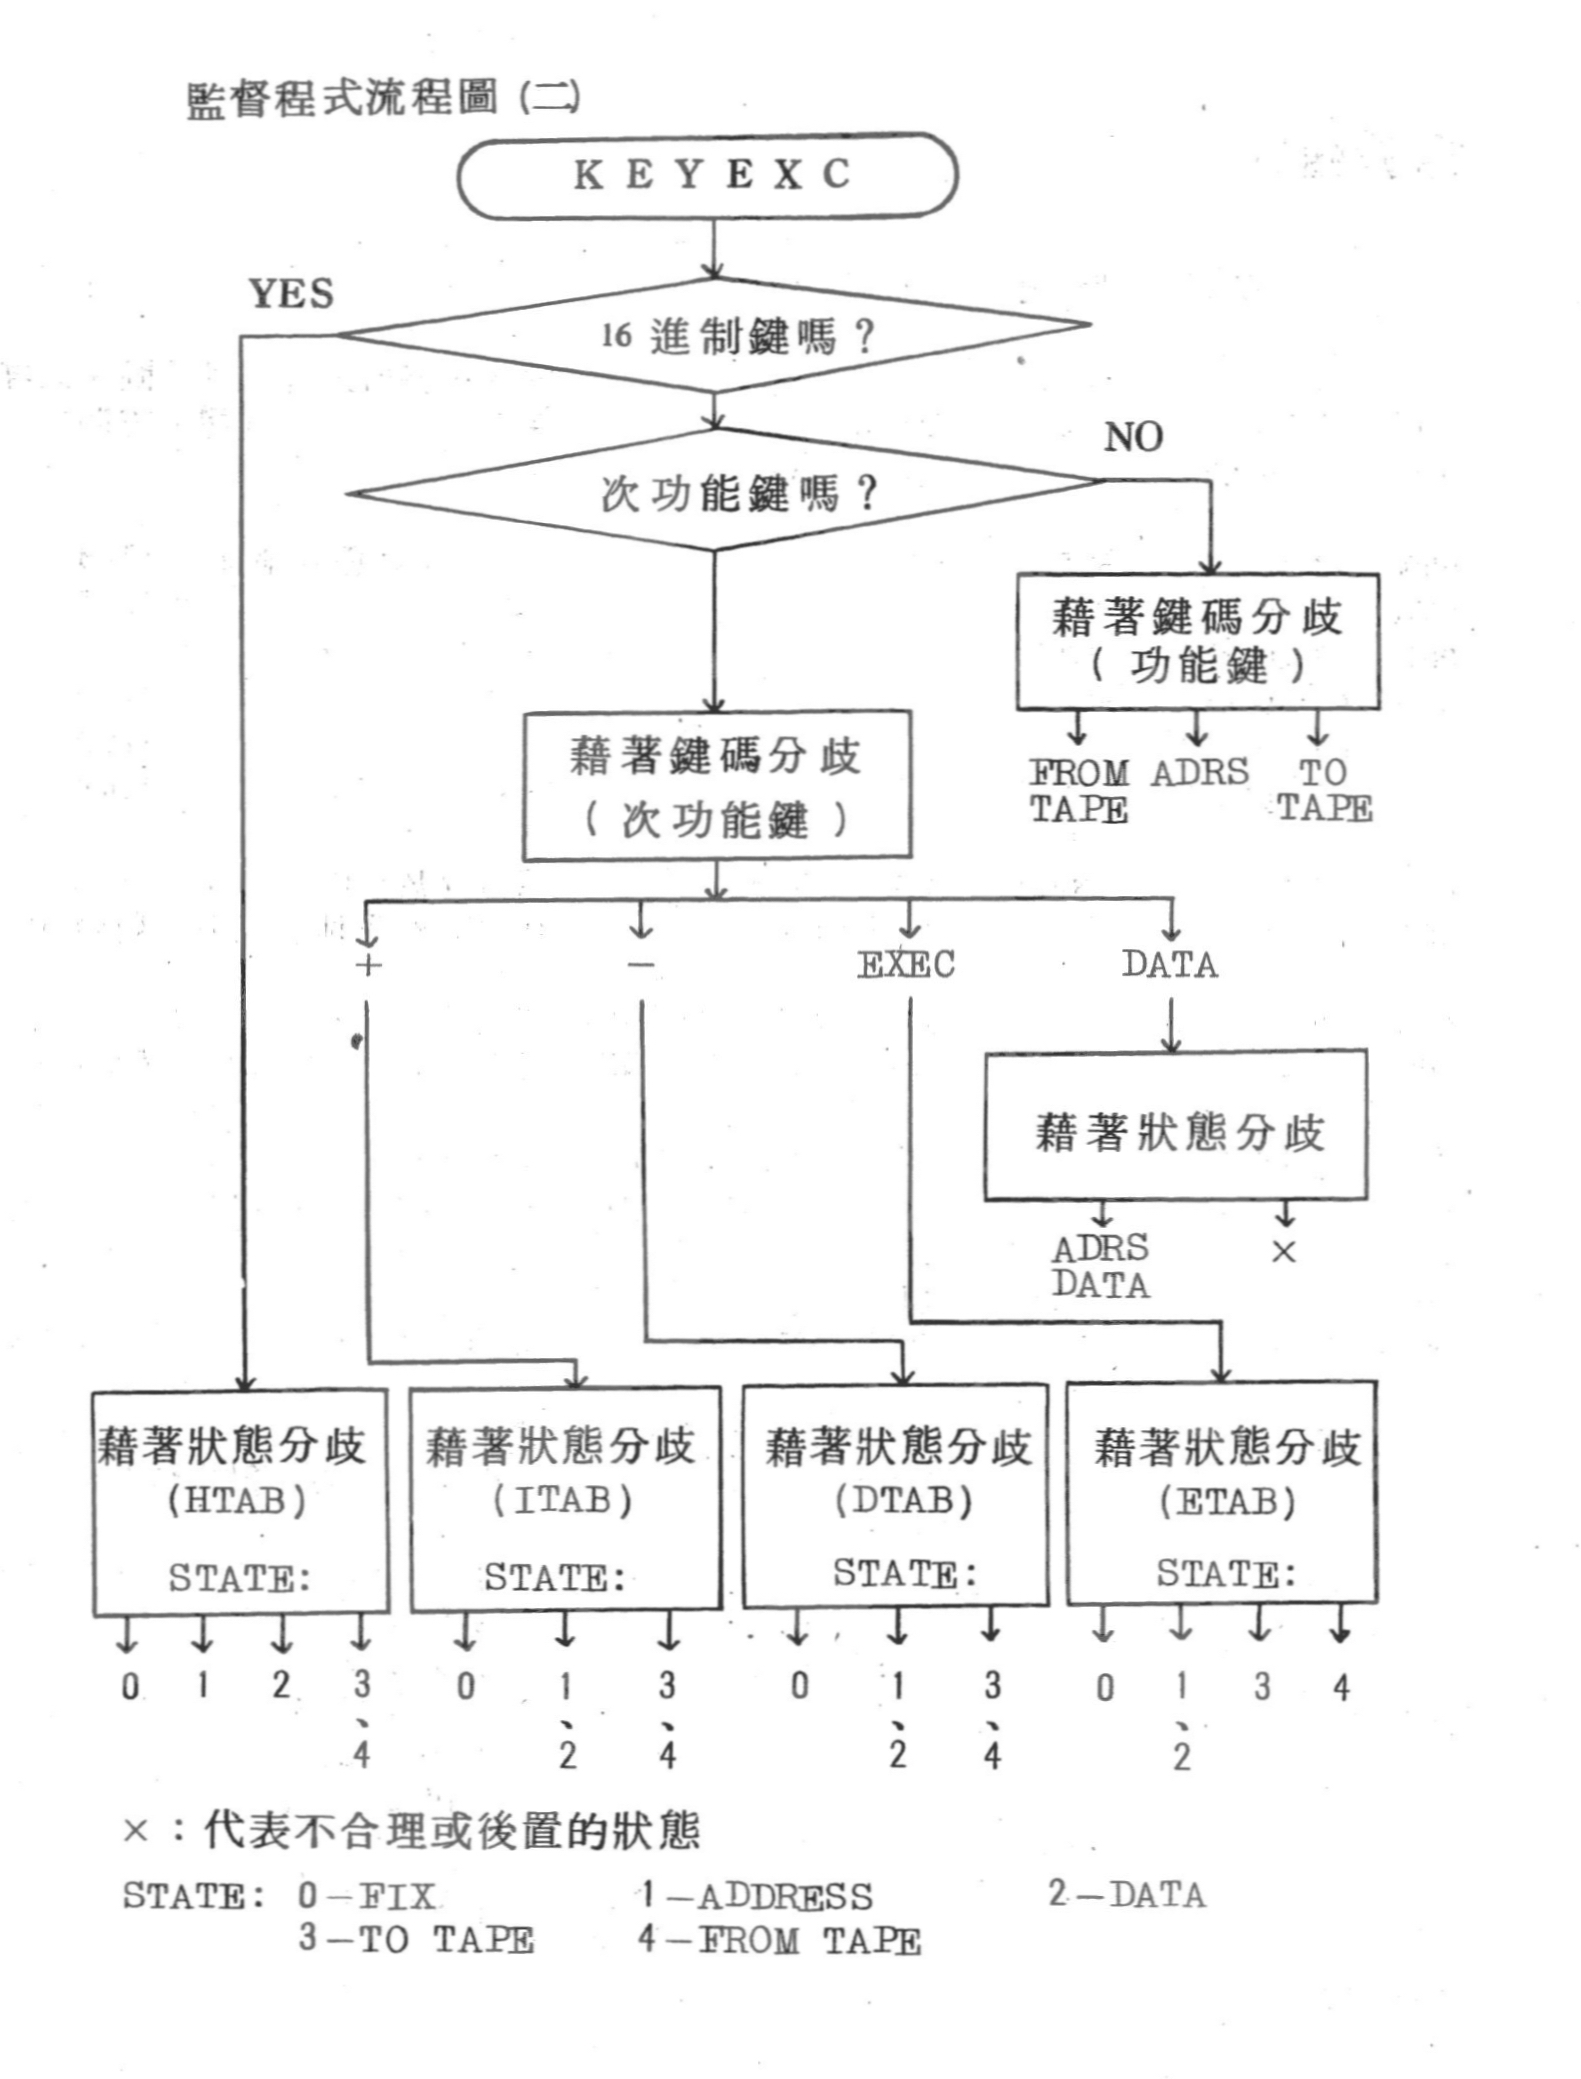 監督程式流程圖(二)
KEYEXC
YES
16 進制鍵嗎?
NO
次功能鍵嗎?
藉著鍵碼分歧
(功能鍵)
FROM TAPE
ADRS
TO TAPE
藉著鍵碼分歧
(次功能鍵)
+
−
EXEC
DATA
藉著狀態分歧
ADRS
DATA
×
藉著狀態分歧
(HTAB)
STATE:
0 1 2 3、4
藉著狀態分歧
(ITAB)
STATE:
0 1、2 3、4
藉著狀態分歧
(DTAB)
STATE:
0 1、2 3、4
藉著狀態分歧
(ETAB)
STATE:
0 1、2 3 4
×:代表不合理或後置的狀態
STATE: 0−FIX 1−ADDRESS 2−DATA
3−TO TAPE 4−FROM TAPE